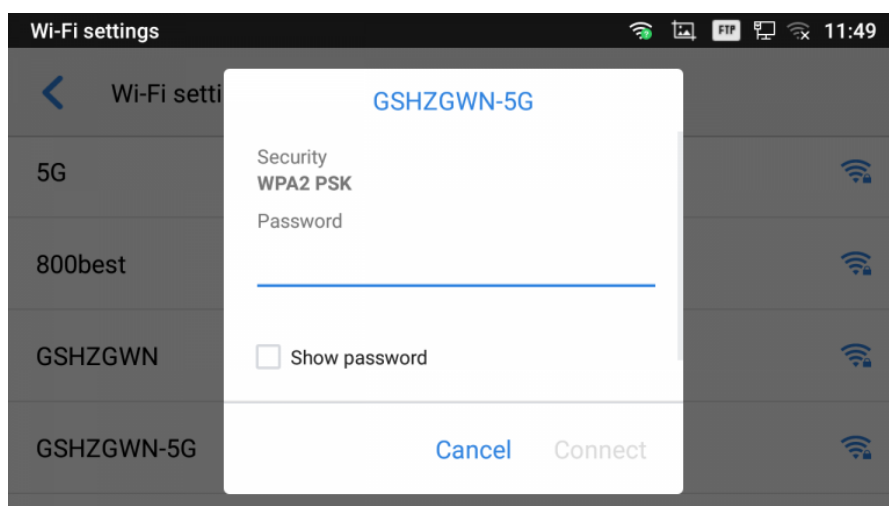 Wi-Fi settings
FTP
11:49
Wi-Fi setti
GSHZGWN-5G
5G
Security
WPA2 PSK
Password
800best
Show password
GSHZGWN
GSHZGWN-5G
Cancel
Connect